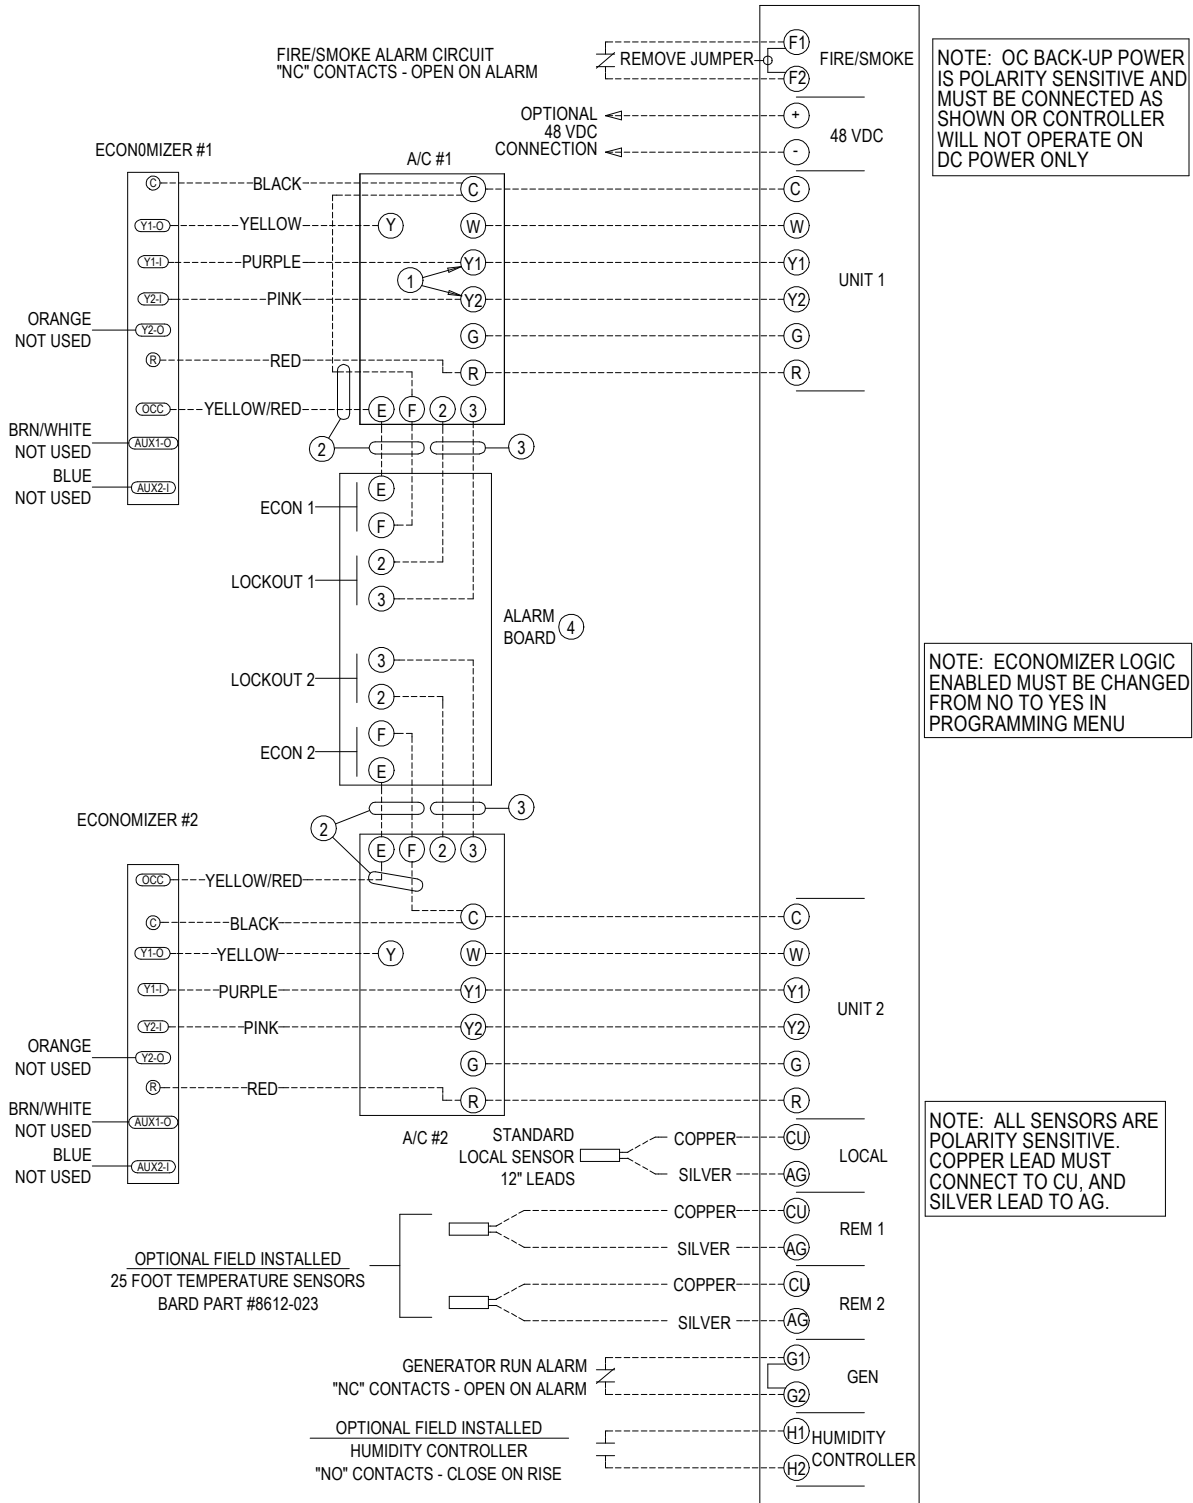 FIRE/SMOKE ALARM CIRCUIT
"NC" CONTACTS - OPEN ON ALARM
REMOVE JUMPER
F1
F2
FIRE/SMOKE
NOTE: OC BACK-UP POWER
IS POLARITY SENSITIVE AND
MUST BE CONNECTED AS
SHOWN OR CONTROLLER
WILL NOT OPERATE ON
DC POWER ONLY
OPTIONAL
48 VDC
CONNECTION
+
-
48 VDC
ECON0MIZER #1
A/C #1
C
BLACK
C
C
Y1-O
YELLOW
Y
W
W
Y1-I
PURPLE
1
Y1
Y1
UNIT 1
Y2-I
PINK
Y2
Y2
ORANGE
NOT USED
Y2-O
G
G
R
RED
R
R
OCC
YELLOW/RED
E
F
2
3
BRN/WHITE
NOT USED
AUX1-O
2
3
BLUE
NOT USED
AUX2-I
ECON 1
E
F
LOCKOUT 1
2
3
ALARM
BOARD
4
LOCKOUT 2
3
2
ECON 2
F
E
NOTE: ECONOMIZER LOGIC
ENABLED MUST BE CHANGED
FROM NO TO YES IN
PROGRAMMING MENU
ECONOMIZER #2
2
3
E
F
2
3
OCC
YELLOW/RED
C
BLACK
C
C
Y1-O
YELLOW
Y
W
W
Y1-I
PURPLE
Y1
Y1
UNIT 2
Y2-I
PINK
Y2
Y2
ORANGE
NOT USED
Y2-O
G
G
R
RED
R
R
BRN/WHITE
NOT USED
AUX1-O
BLUE
NOT USED
AUX2-I
A/C #2
STANDARD
LOCAL SENSOR
12" LEADS
COPPER
CU
SILVER
AG
LOCAL
NOTE: ALL SENSORS ARE
POLARITY SENSITIVE.
COPPER LEAD MUST
CONNECT TO CU, AND
SILVER LEAD TO AG.
OPTIONAL FIELD INSTALLED
25 FOOT TEMPERATURE SENSORS
BARD PART #8612-023
COPPER
CU
SILVER
AG
REM 1
COPPER
CU
SILVER
AG
REM 2
GENERATOR RUN ALARM
"NC" CONTACTS - OPEN ON ALARM
G1
G2
GEN
OPTIONAL FIELD INSTALLED
HUMIDITY CONTROLLER
"NO" CONTACTS - CLOSE ON RISE
H1
H2
HUMIDITY
CONTROLLER